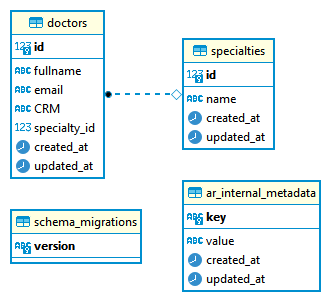 doctors
123 id
ABC fullname
ABC email
ABC CRM
123 specialty_id
created_at
updated_at
specialties
ABC id
ABC name
created_at
updated_at
schema_migrations
ABC version
ar_internal_metadata
ABC key
ABC value
created_at
updated_at